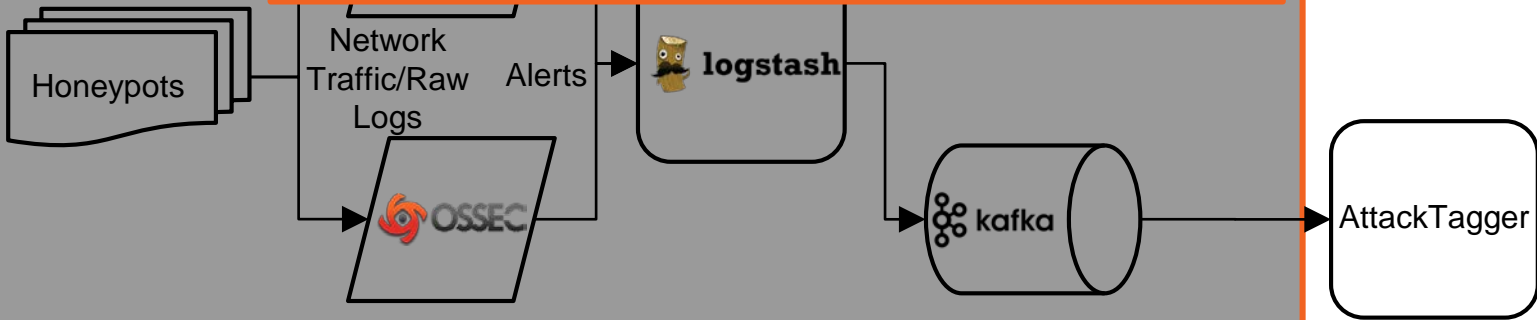 Honeypots
Network
Traffic/Raw
Logs
Alerts
logstash
OSSEC
kafka
AttackTagger